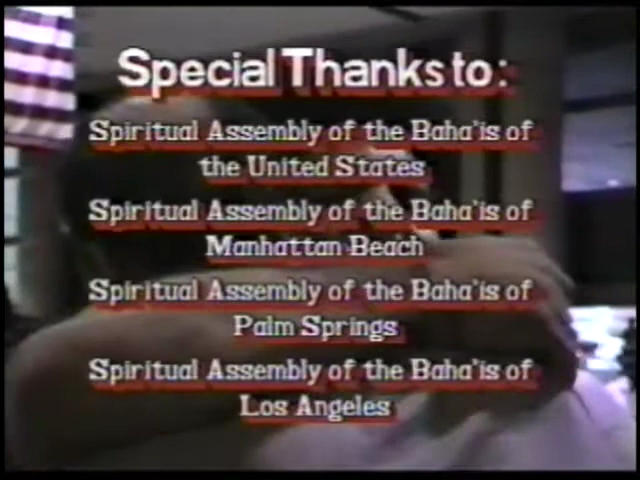 Special Thanks to:
Spiritual Assembly of the Baha'is of
the United States
Spiritual Assembly of the Baha'is of
Manhattan Beach
Spiritual Assembly of the Baha'is of
Palm Springs
Spiritual Assembly of the Baha'is of
Los Angeles